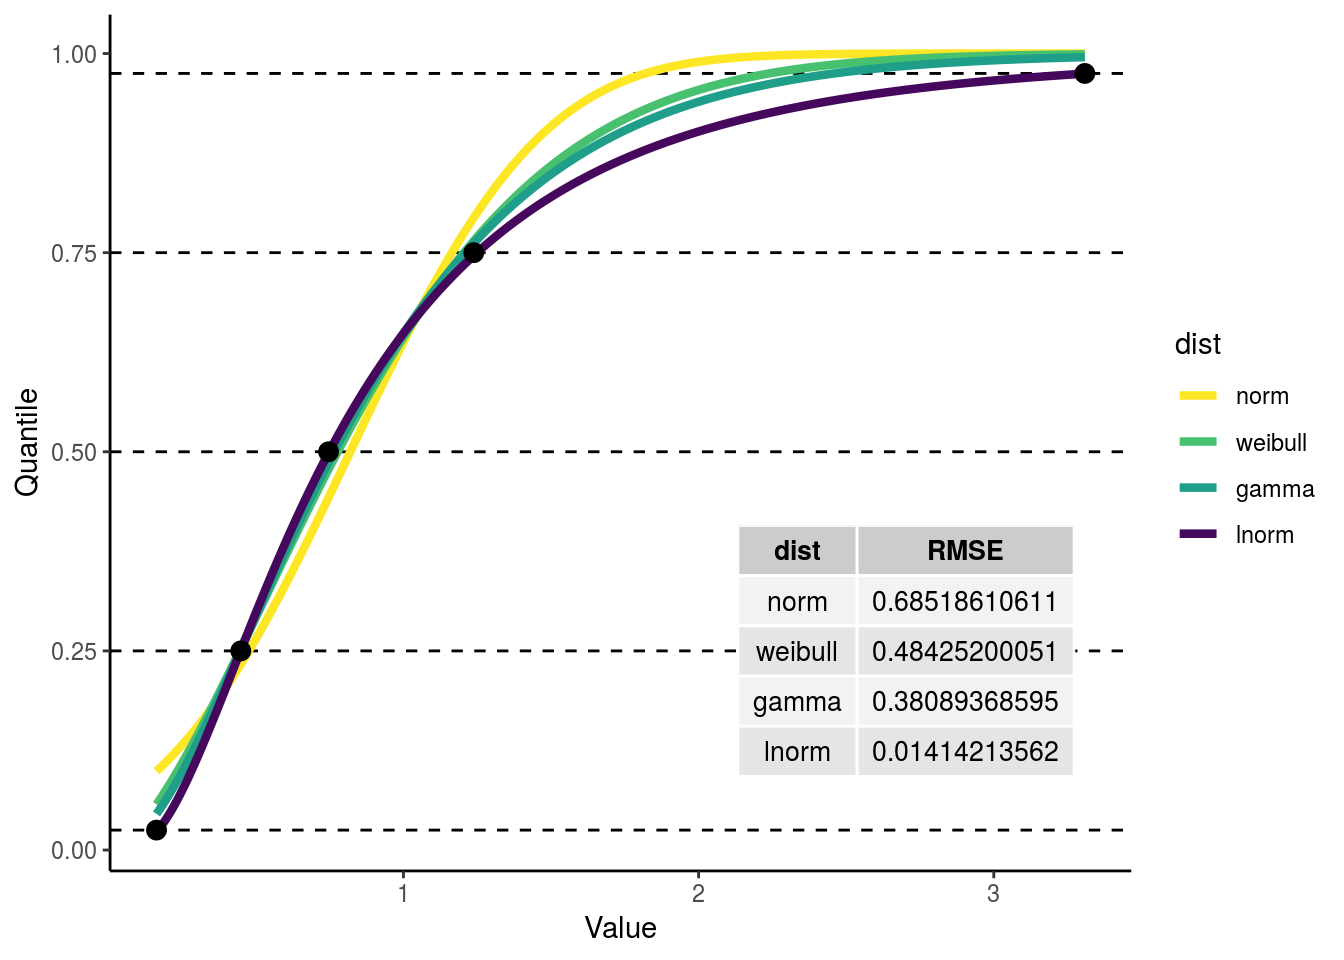 1.00
0.75
0.50
0.25
0.00
Quantile
1 2 3
Value
dist
norm
weibull
gamma
lnorm
dist RMSE
norm 0.68518610611
weibull 0.48425200051
gamma 0.38089368595
lnorm 0.01414213562